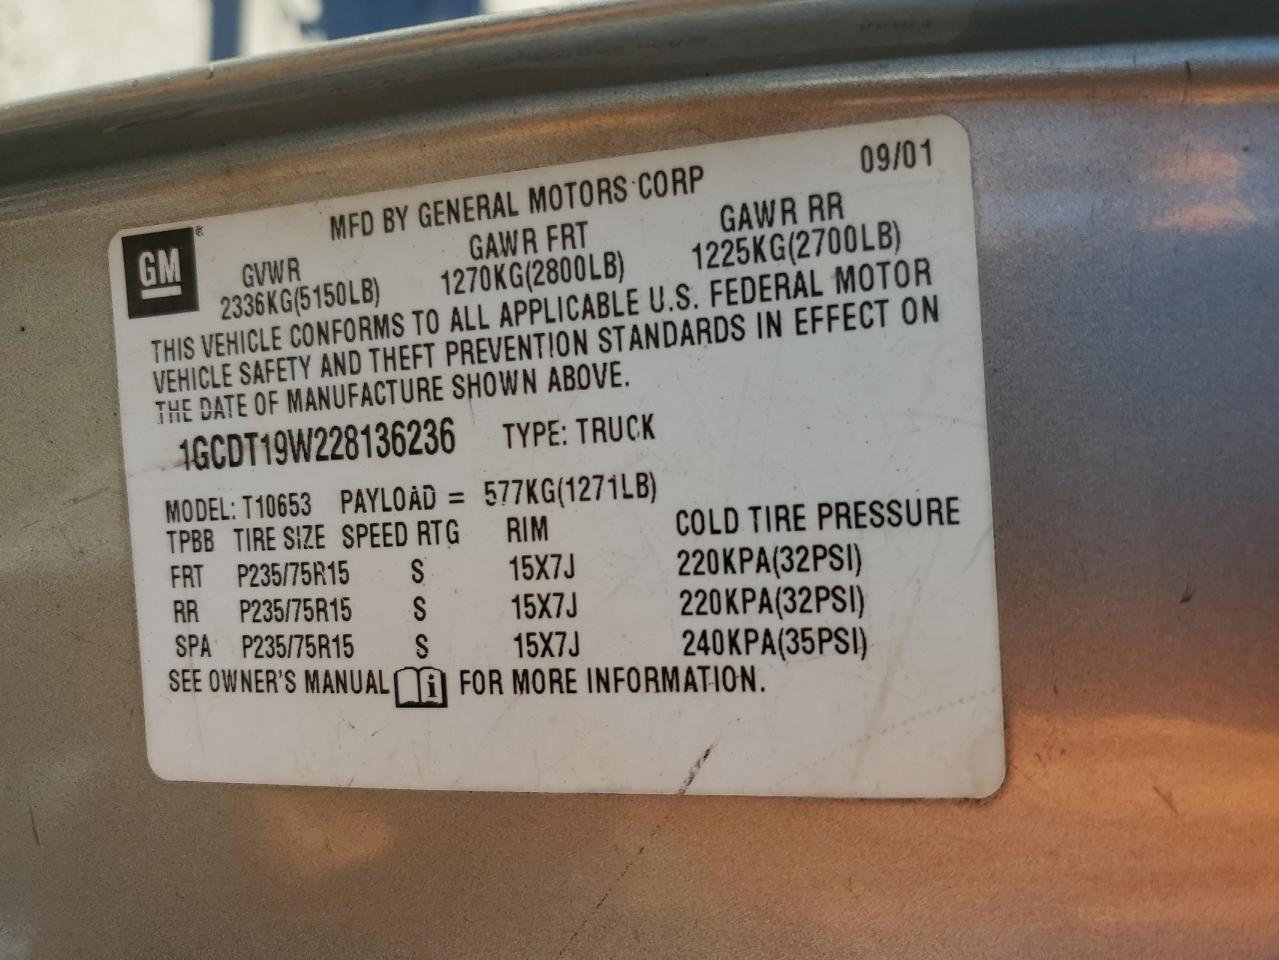 MFD BY GENERAL MOTORS CORP 09/01
GM®
GVWR GAWR FRT GAWR RR
2336KG(5150LB) 1270KG(2800LB) 1225KG(2700LB)
THIS VEHICLE CONFORMS TO ALL APPLICABLE U.S. FEDERAL MOTOR
VEHICLE SAFETY AND THEFT PREVENTION STANDARDS IN EFFECT ON
THE DATE OF MANUFACTURE SHOWN ABOVE.
1GCDT19W228136236 TYPE: TRUCK
MODEL: T10653 PAYLOAD = 577KG(1271LB)
TPBB TIRE SIZE SPEED RTG RIM COLD TIRE PRESSURE
FRT P235/75R15 S 15X7J 220KPA(32PSI)
RR P235/75R15 S 15X7J 220KPA(32PSI)
SPA P235/75R15 S 15X7J 240KPA(35PSI)
SEE OWNER'S MANUAL i FOR MORE INFORMATION.